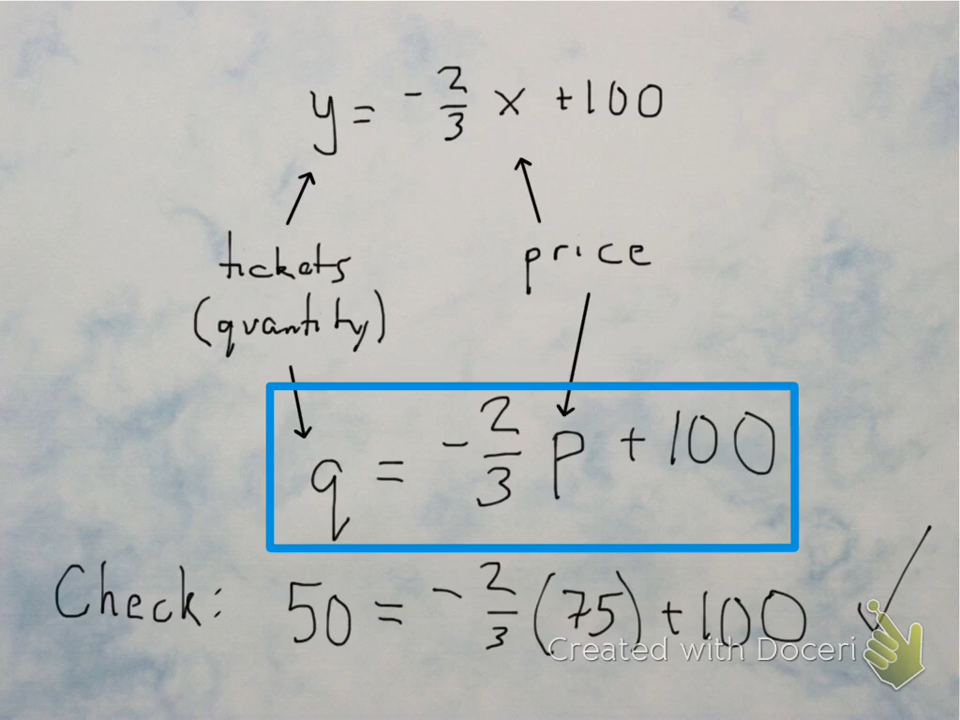 y = -2/3 x + 100
tickets price
(quantity)
q = -2/3 p + 100
Check: 50 = -2/3 (75) + 100 ✓
Created with Doceri